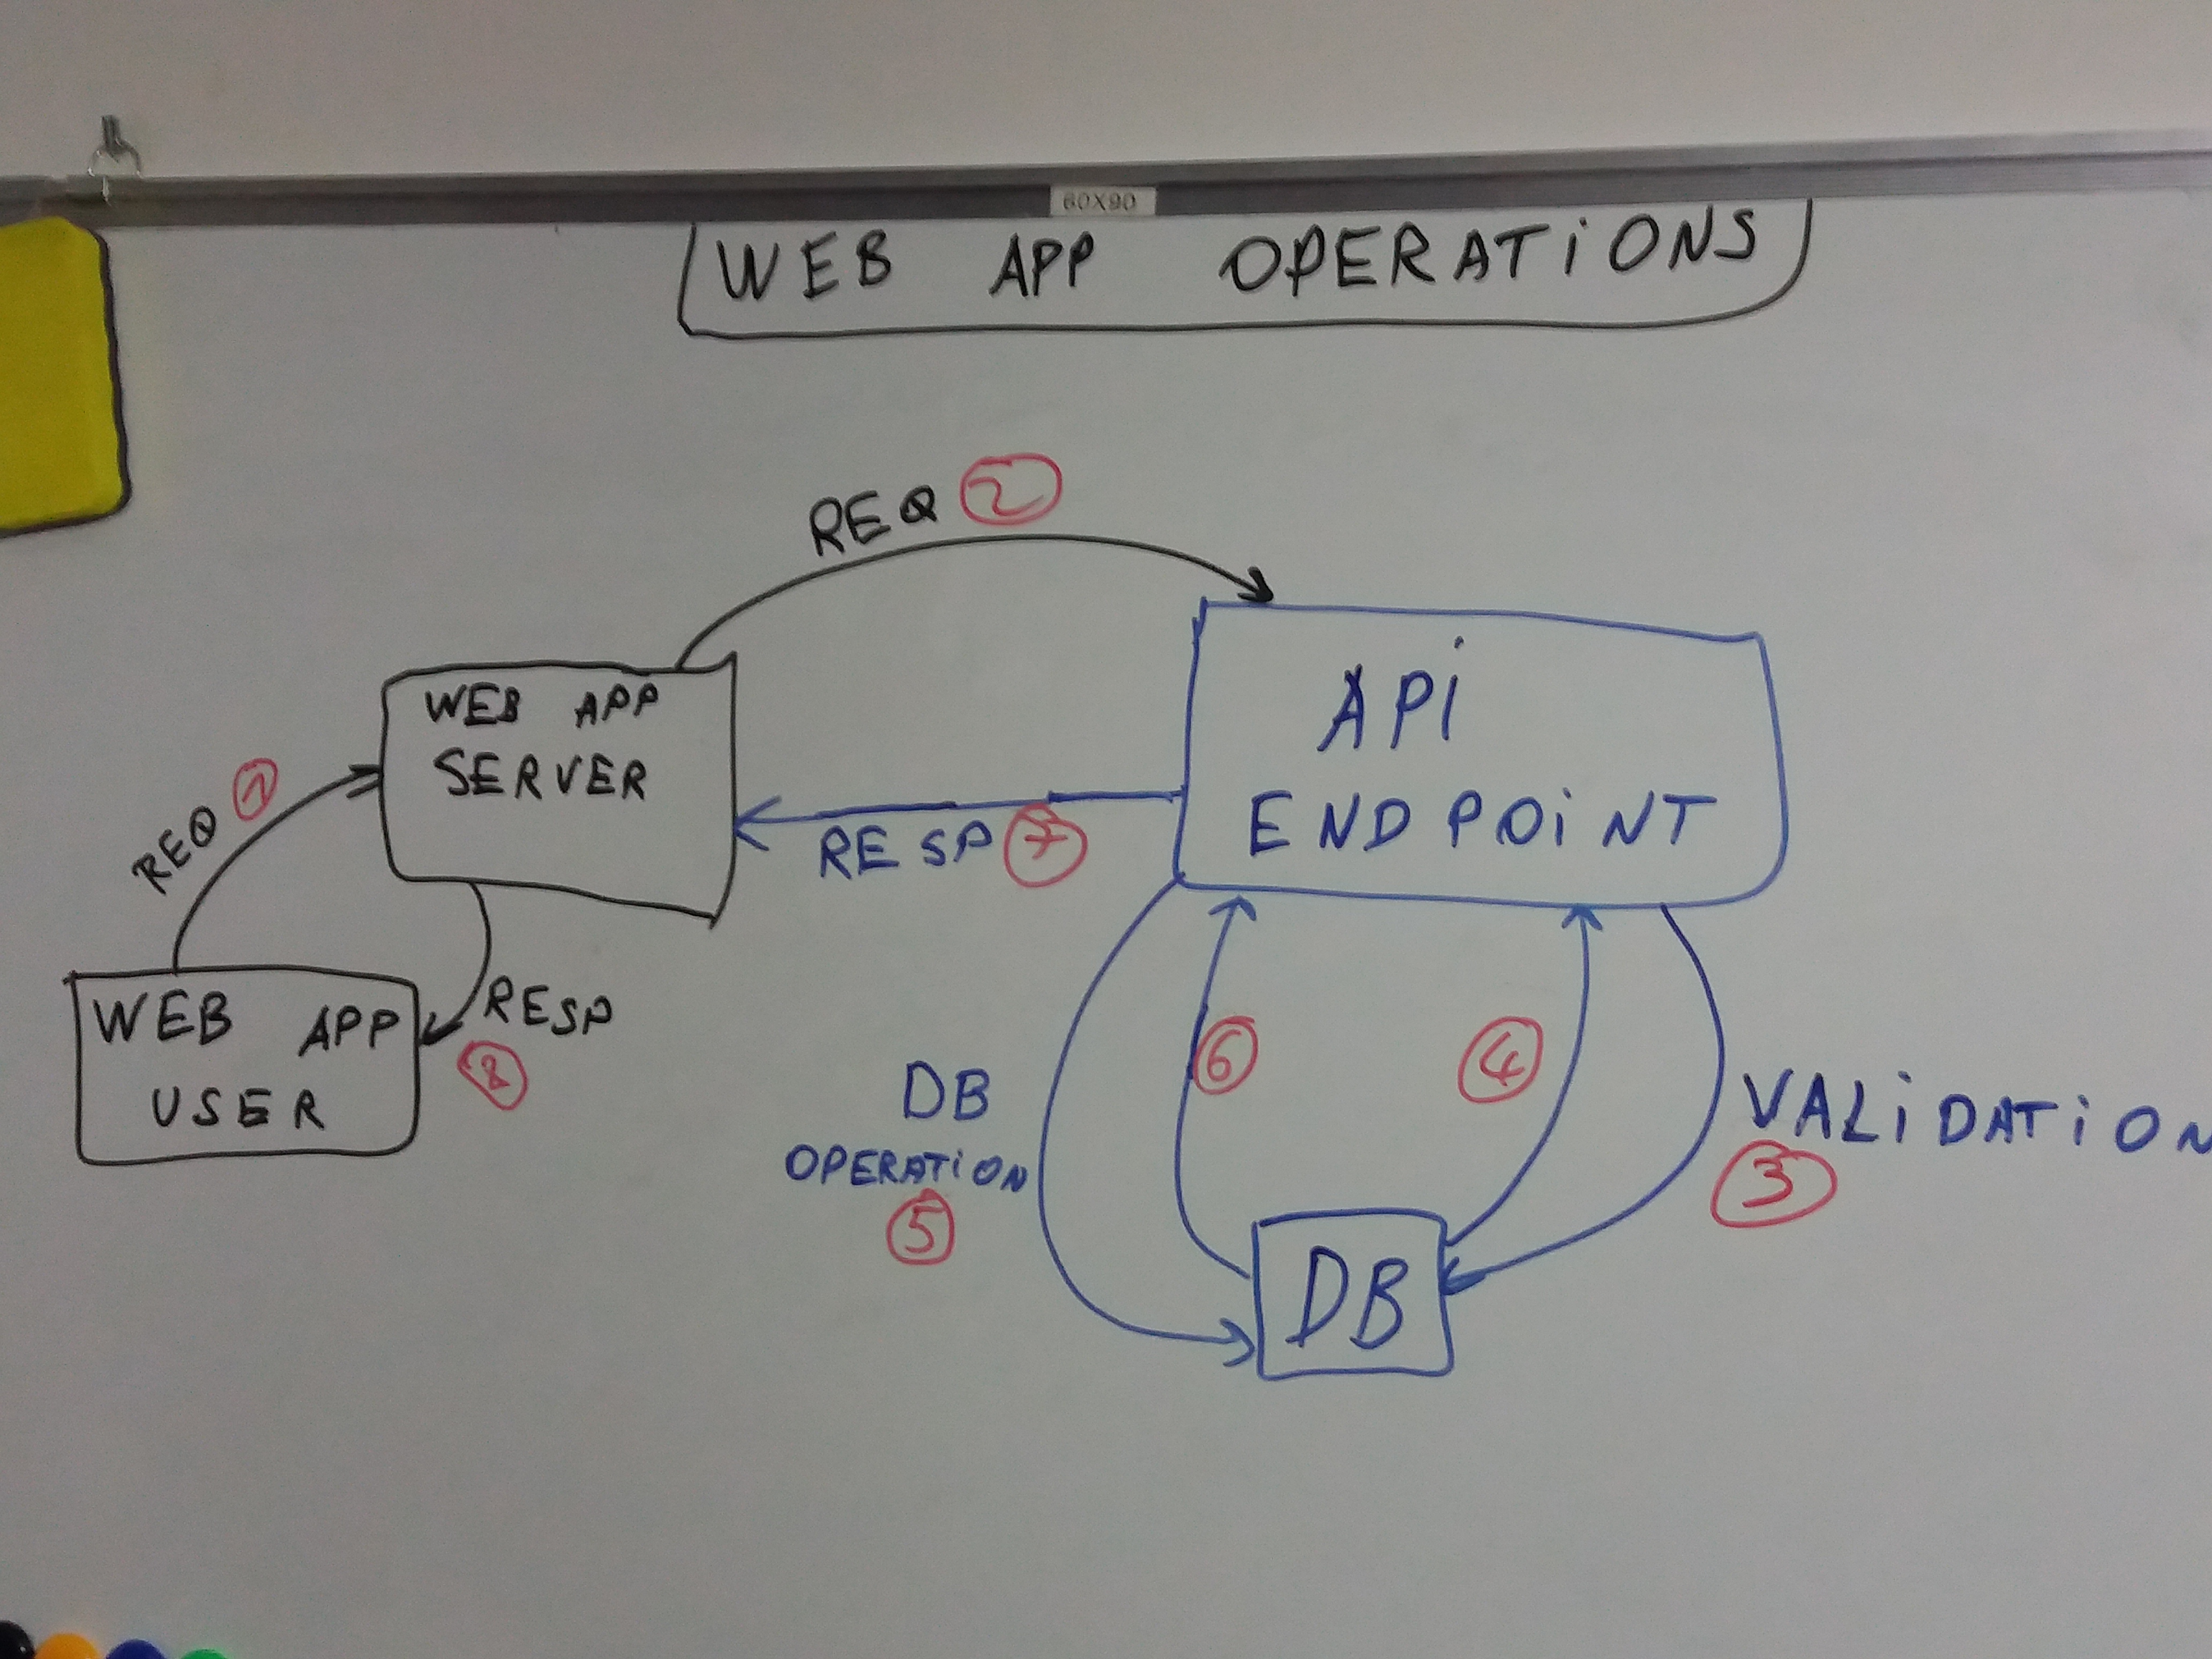 60X90
WEB APP OPERATiONS
REQ 2
WEB APP
SERVER
APi
ENDPOiNT
REQ 1
RESP 7
WEB APP
USER
RESP
8
DB
OPERATiON
5
6
4
VALiDATiON
3
DB